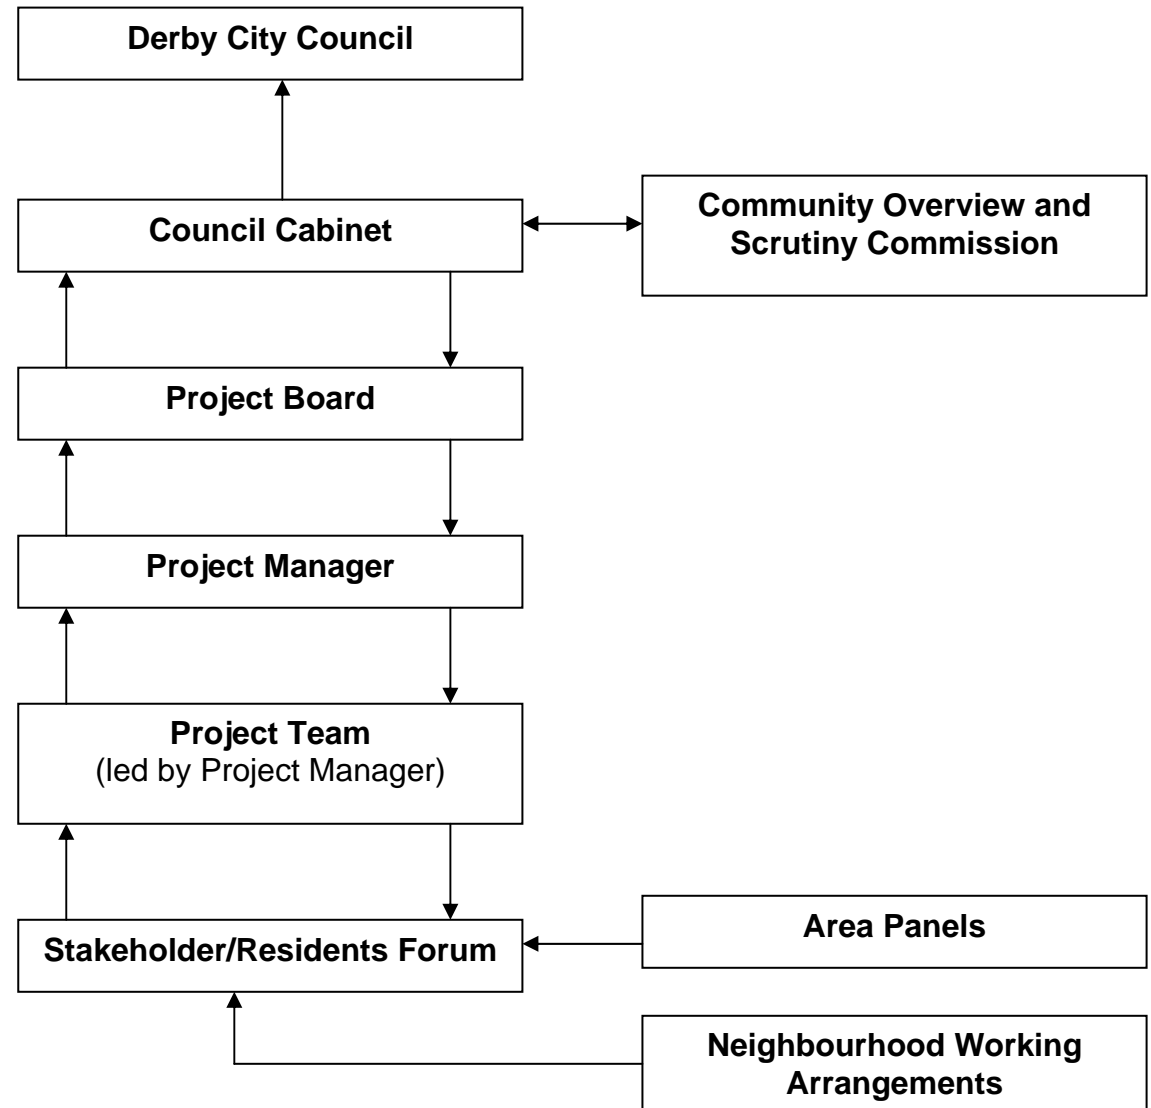 Derby City Council
Council Cabinet
Community Overview and
Scrutiny Commission
Project Board
Project Manager
Project Team
(led by Project Manager)
Stakeholder/Residents Forum
Area Panels
Neighbourhood Working
Arrangements